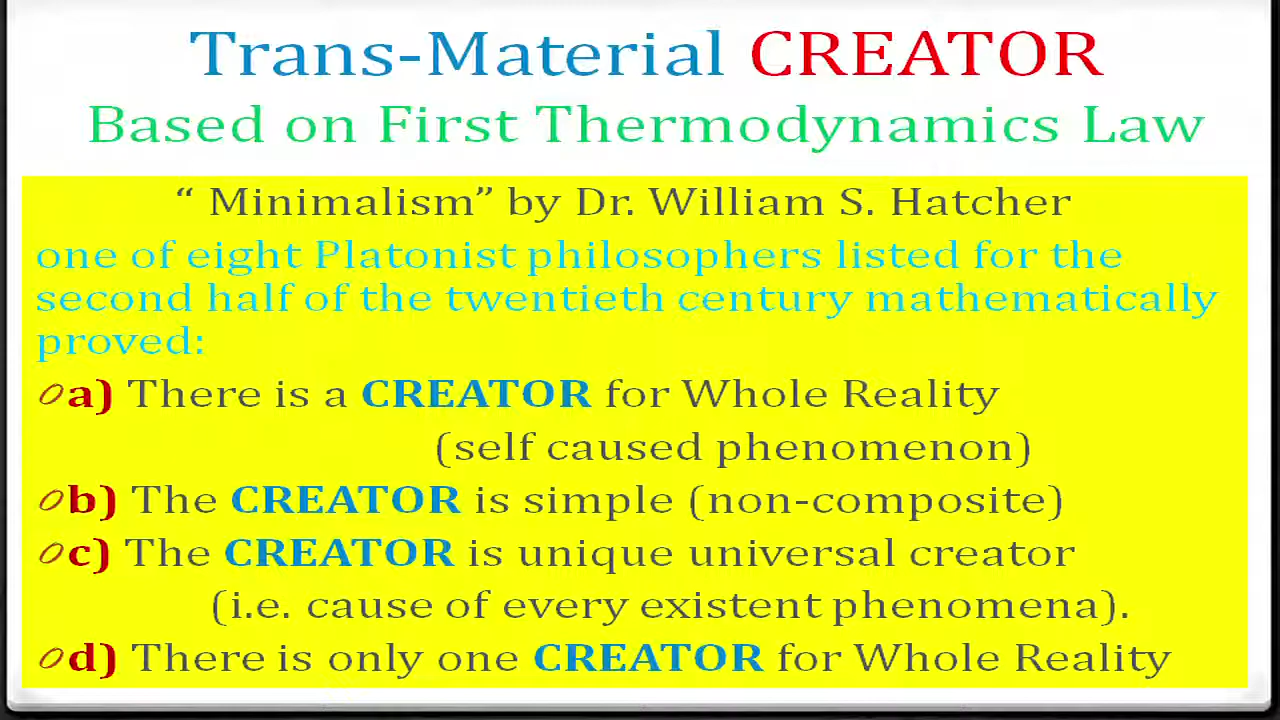 Trans-Material CREATOR
Based on First Thermodynamics Law
“ Minimalism” by Dr. William S. Hatcher
one of eight Platonist philosophers listed for the
second half of the twentieth century mathematically
proved:
a) There is a CREATOR for Whole Reality
(self caused phenomenon)
b) The CREATOR is simple (non-composite)
c) The CREATOR is unique universal creator
(i.e. cause of every existent phenomena).
d) There is only one CREATOR for Whole Reality